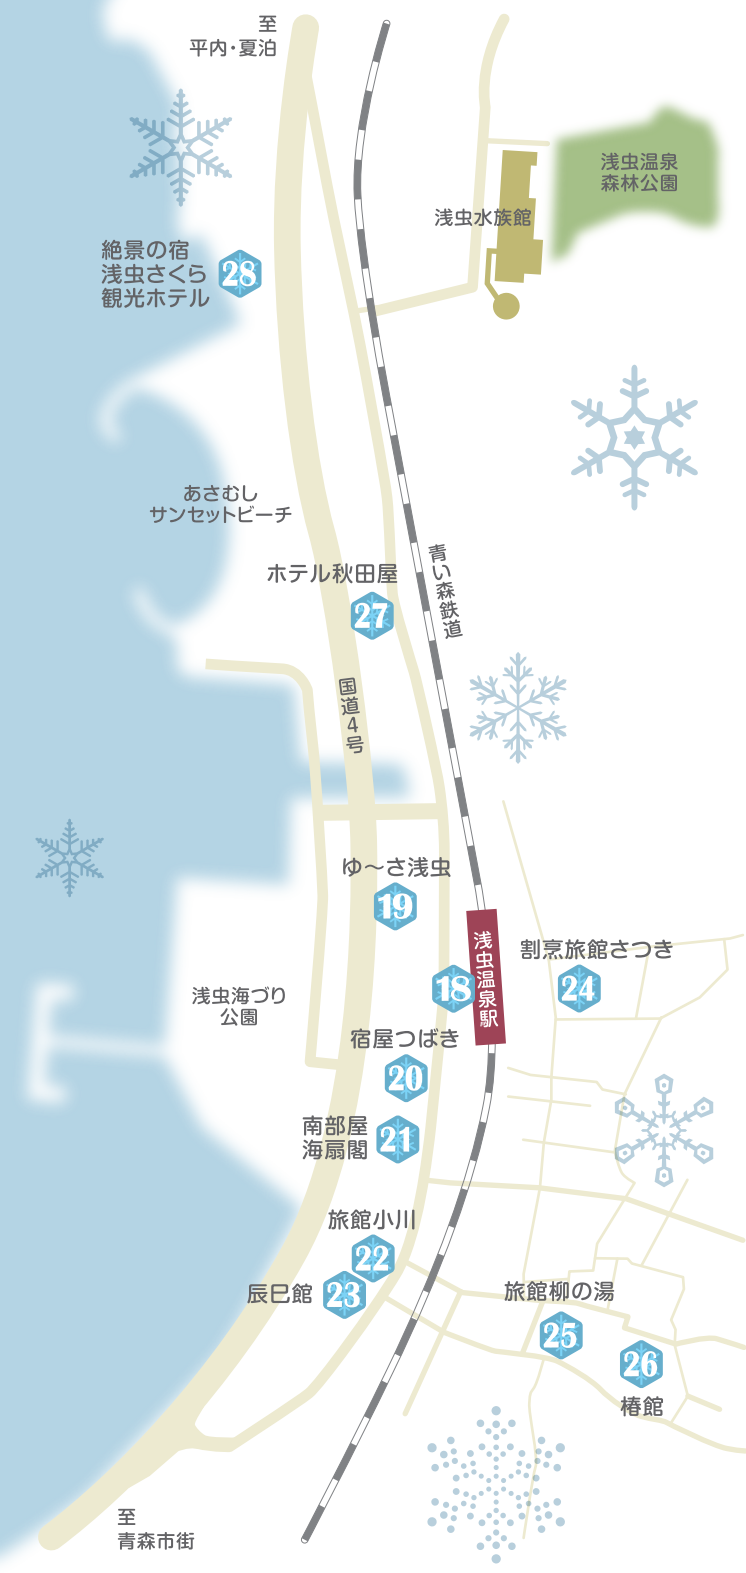 至
平内・夏泊
浅虫温泉
森林公園
浅虫水族館
絶景の宿
浅虫さくら
観光ホテル
28
あさむし
サンセットビーチ
青い森鉄道
ホテル秋田屋
27
国道4号
ゆ〜さ浅虫
19
浅虫温泉駅
18
割烹旅館さつき
24
浅虫海づり
公園
宿屋つばき
20
南部屋
海扇閣
21
旅館小川
22
辰巳館
23
旅館柳の湯
25
26
椿館
至
青森市街